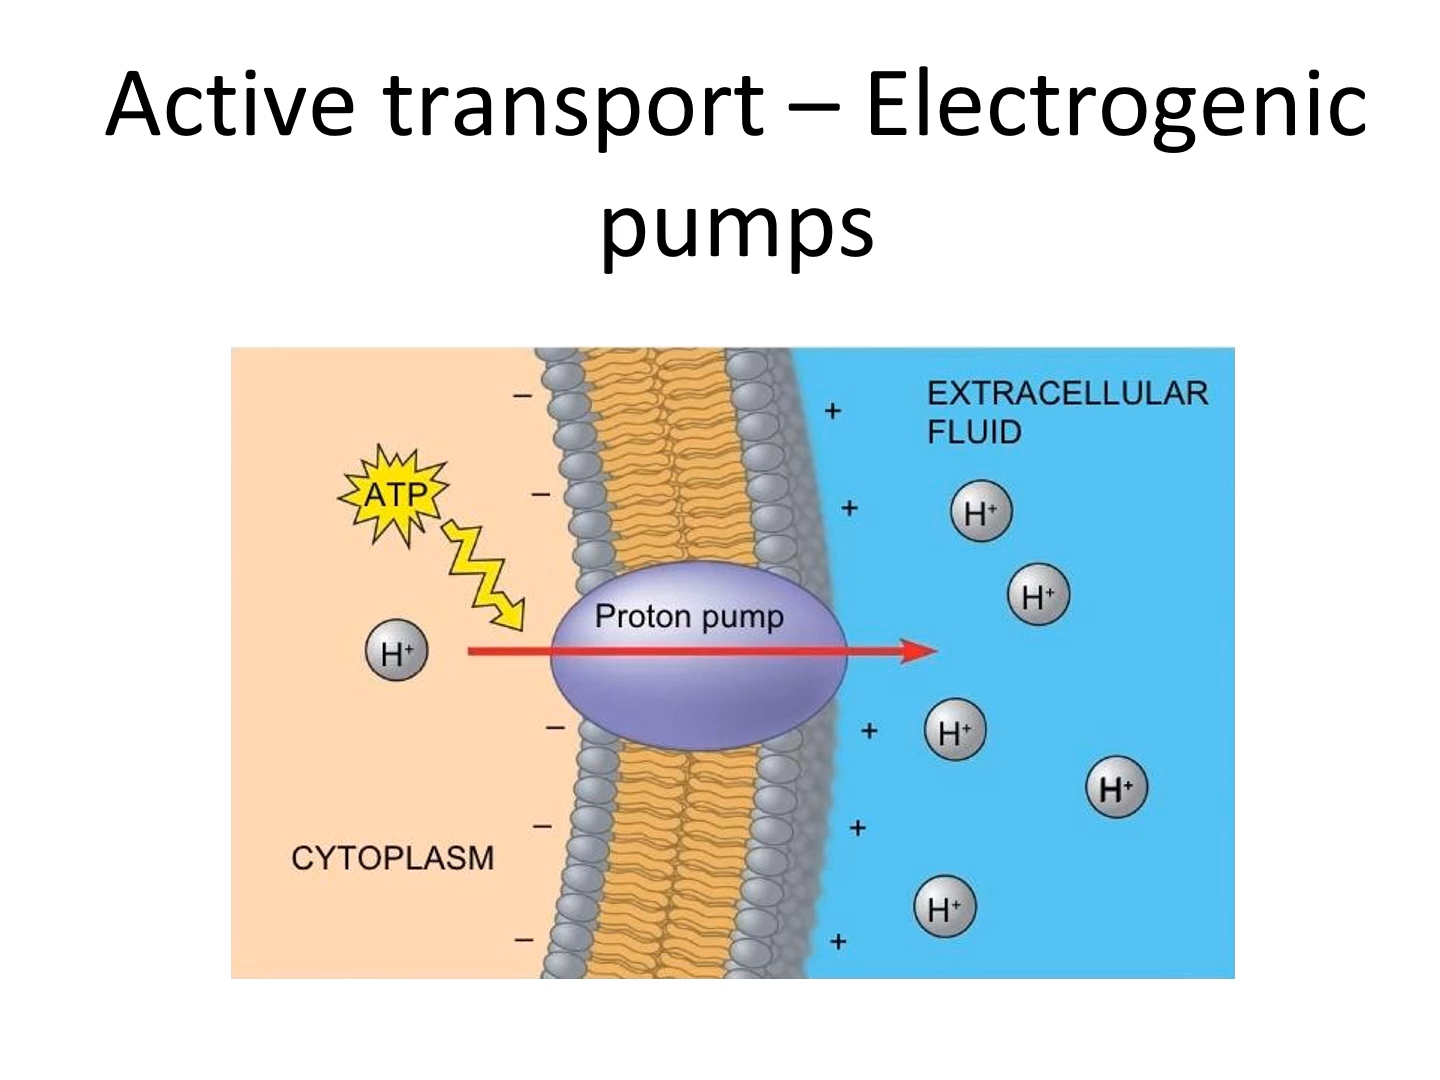 Active transport – Electrogenic
pumps
EXTRACELLULAR
FLUID
–
+
ATP
–
+
H⁺
H⁺
Proton pump
H⁺
–
+
H⁺
H⁺
–
+
CYTOPLASM
H⁺
–
+